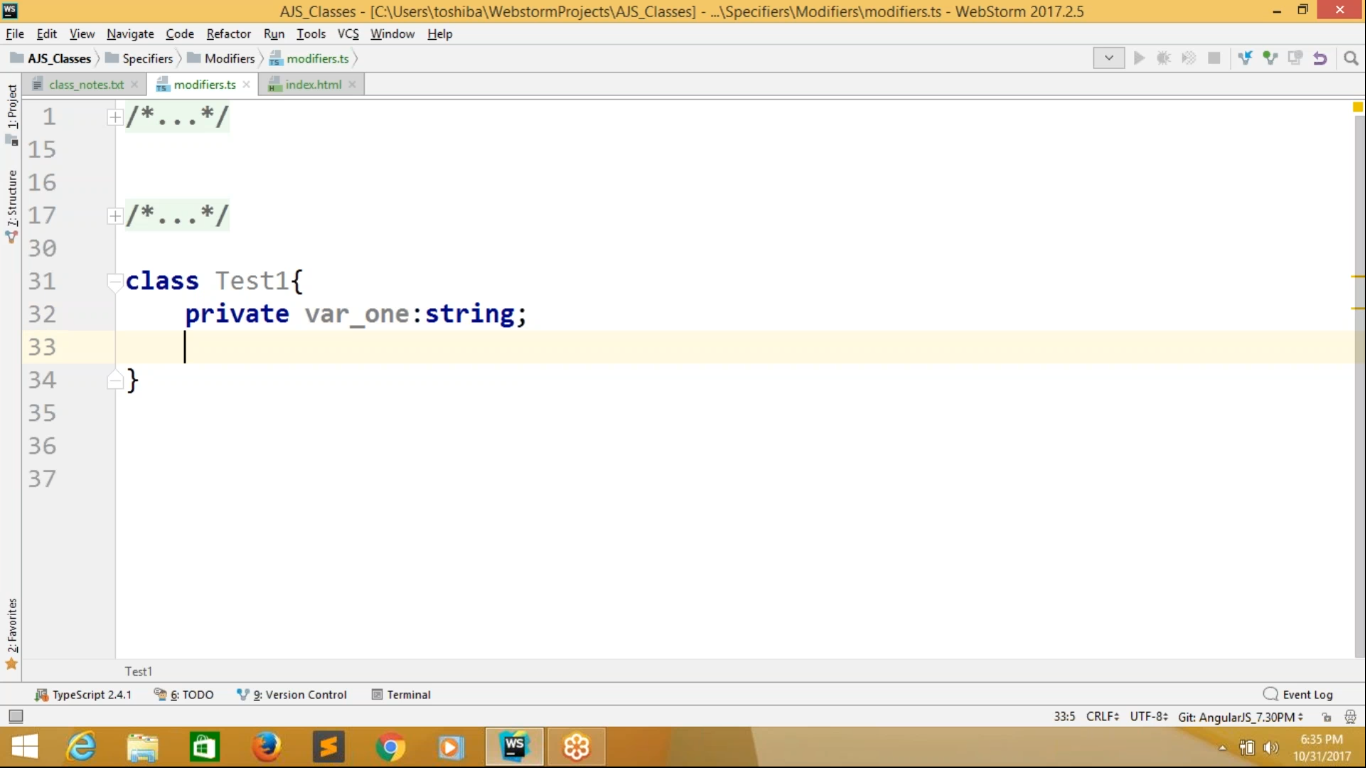 WS AJS_Classes - [C:\Users\toshiba\WebstormProjects\AJS_Classes] - ...\Specifiers\Modifiers\modifiers.ts - WebStorm 2017.2.5
File Edit View Navigate Code Refactor Run Tools VCS Window Help
AJS_Classes Specifiers Modifiers modifiers.ts
class_notes.txt modifiers.ts index.html
1: Project
Z: Structure
2: Favorites
1 /*...*/
15
16
17 /*...*/
30
31 class Test1{
32 private var_one:string;
33
34 }
35
36
37
Test1
TypeScript 2.4.1 6: TODO 9: Version Control Terminal Event Log
33:5 CRLF UTF-8 Git: AngularJS_7.30PM
WS
6:35 PM
10/31/2017